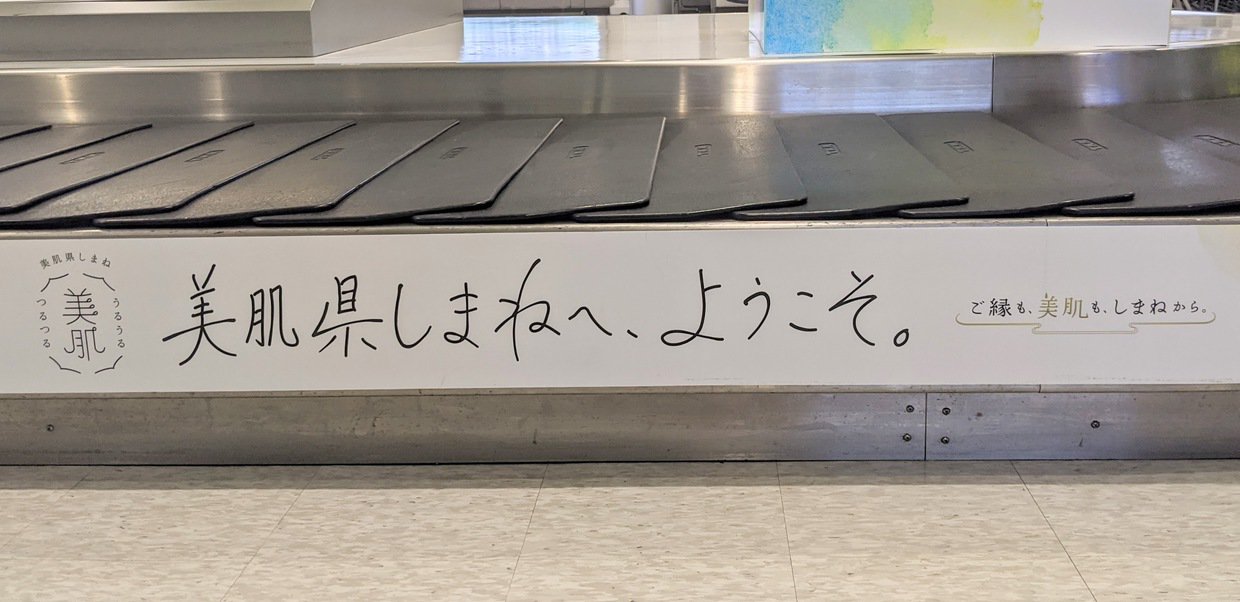 美肌県しまね
つるつる
美肌
うるうる
美肌県しまねへ、ようこそ。
ご縁も、美肌も、しまねから。